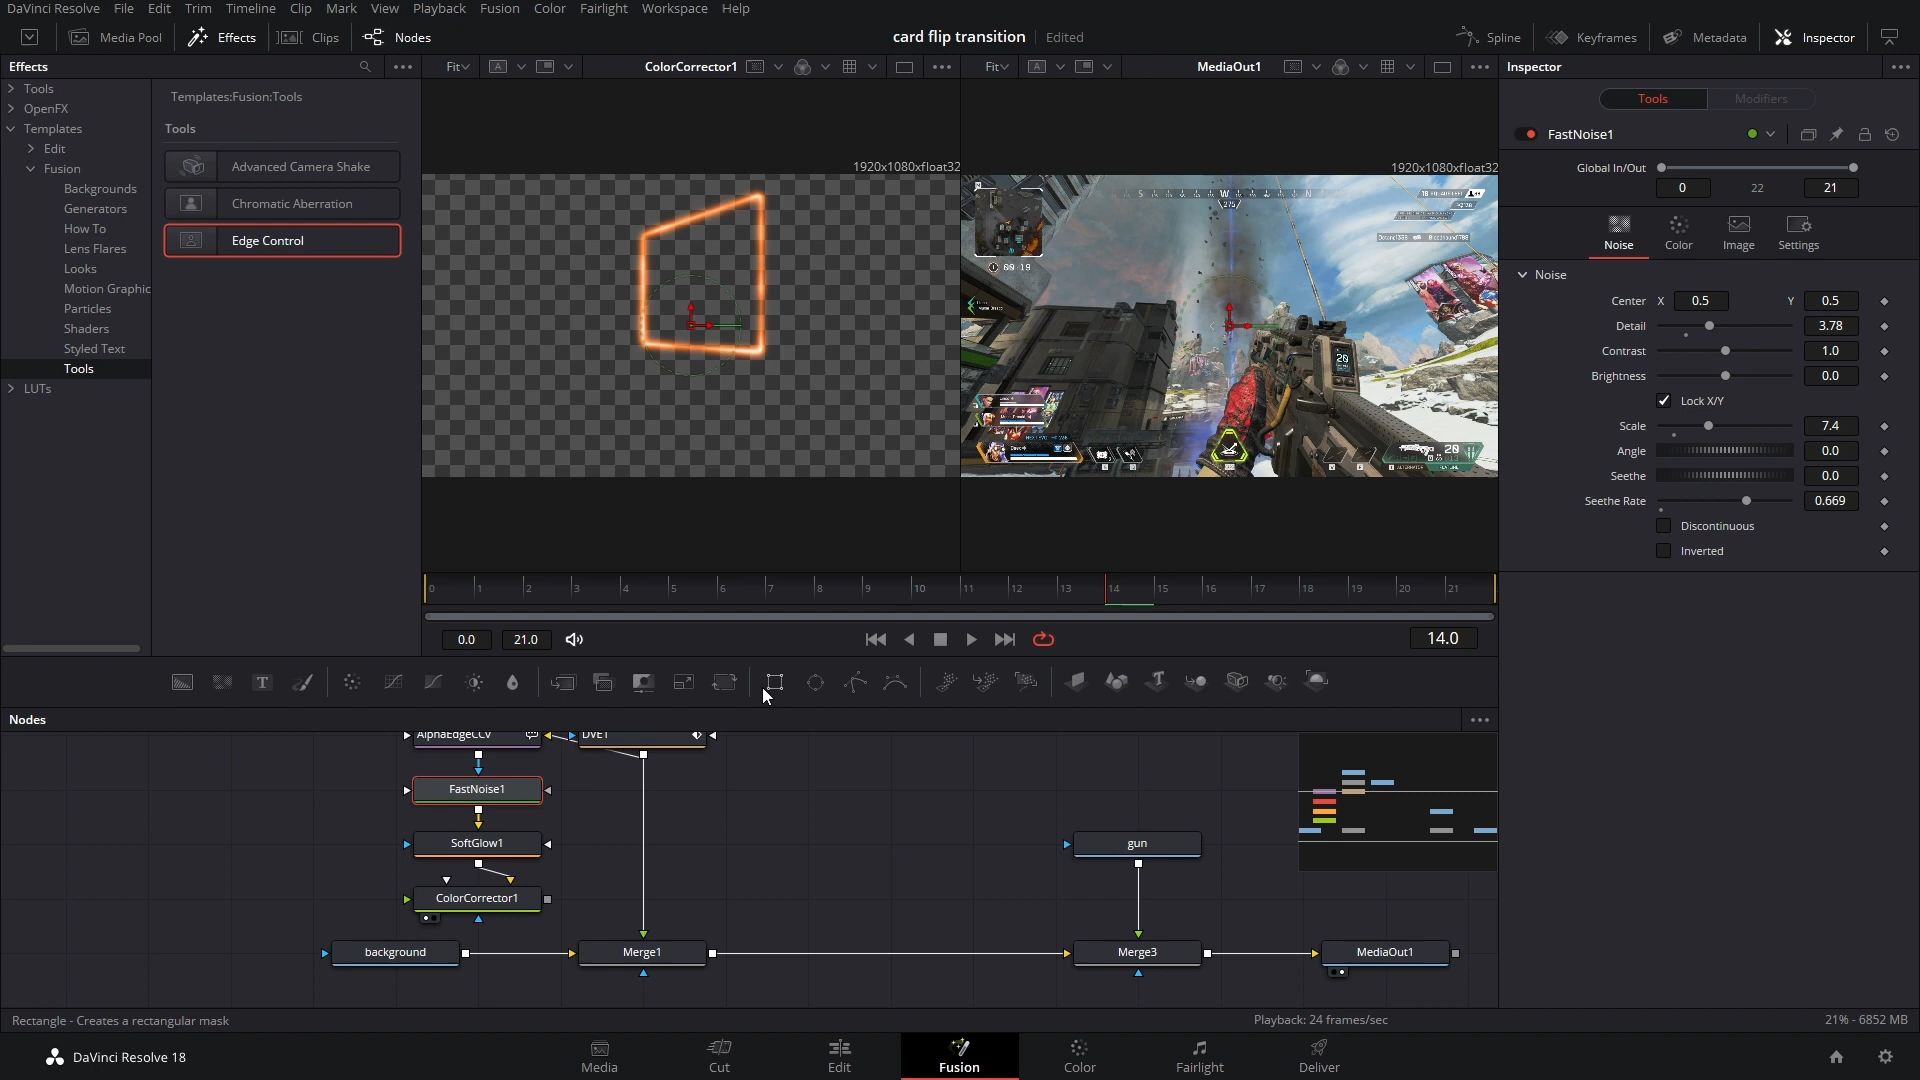 DaVinci Resolve File Edit Trim Timeline Clip Mark View Playback Fusion Color Fairlight Workspace Help
Media Pool Effects Clips Nodes
card flip transition Edited
Spline Keyframes Metadata Inspector
Effects
Tools
OpenFX
Templates
Edit
Fusion
Backgrounds
Generators
How To
Lens Flares
Looks
Motion Graphic
Particles
Shaders
Styled Text
Tools
LUTs
Templates:Fusion:Tools
Tools
Advanced Camera Shake
Chromatic Aberration
Edge Control
Fit A ColorCorrector1
1920x1080xfloat32
Fit A MediaOut1
1920x1080xfloat32
S W N
275
00:19
20
20
0 1 2 3 4 5 6 7 8 9 10 11 12 13 14 15 16 17 18 19 20 21
0.0 21.0 14.0
T T
Nodes
AlphaEdgeCCV DVE1
FastNoise1
SoftGlow1
gun
ColorCorrector1
background Merge1 Merge3 MediaOut1
Inspector
Tools Modifiers
FastNoise1
Global In/Out
0 22 21
Noise Color Image Settings
Noise
Center X 0.5 Y 0.5
Detail 3.78
Contrast 1.0
Brightness 0.0
Lock X/Y
Scale 7.4
Angle 0.0
Seethe 0.0
Seethe Rate 0.669
Discontinuous
Inverted
Rectangle - Creates a rectangular mask Playback: 24 frames/sec 21% - 6852 MB
DaVinci Resolve 18
Media Cut Edit Fusion Color Fairlight Deliver